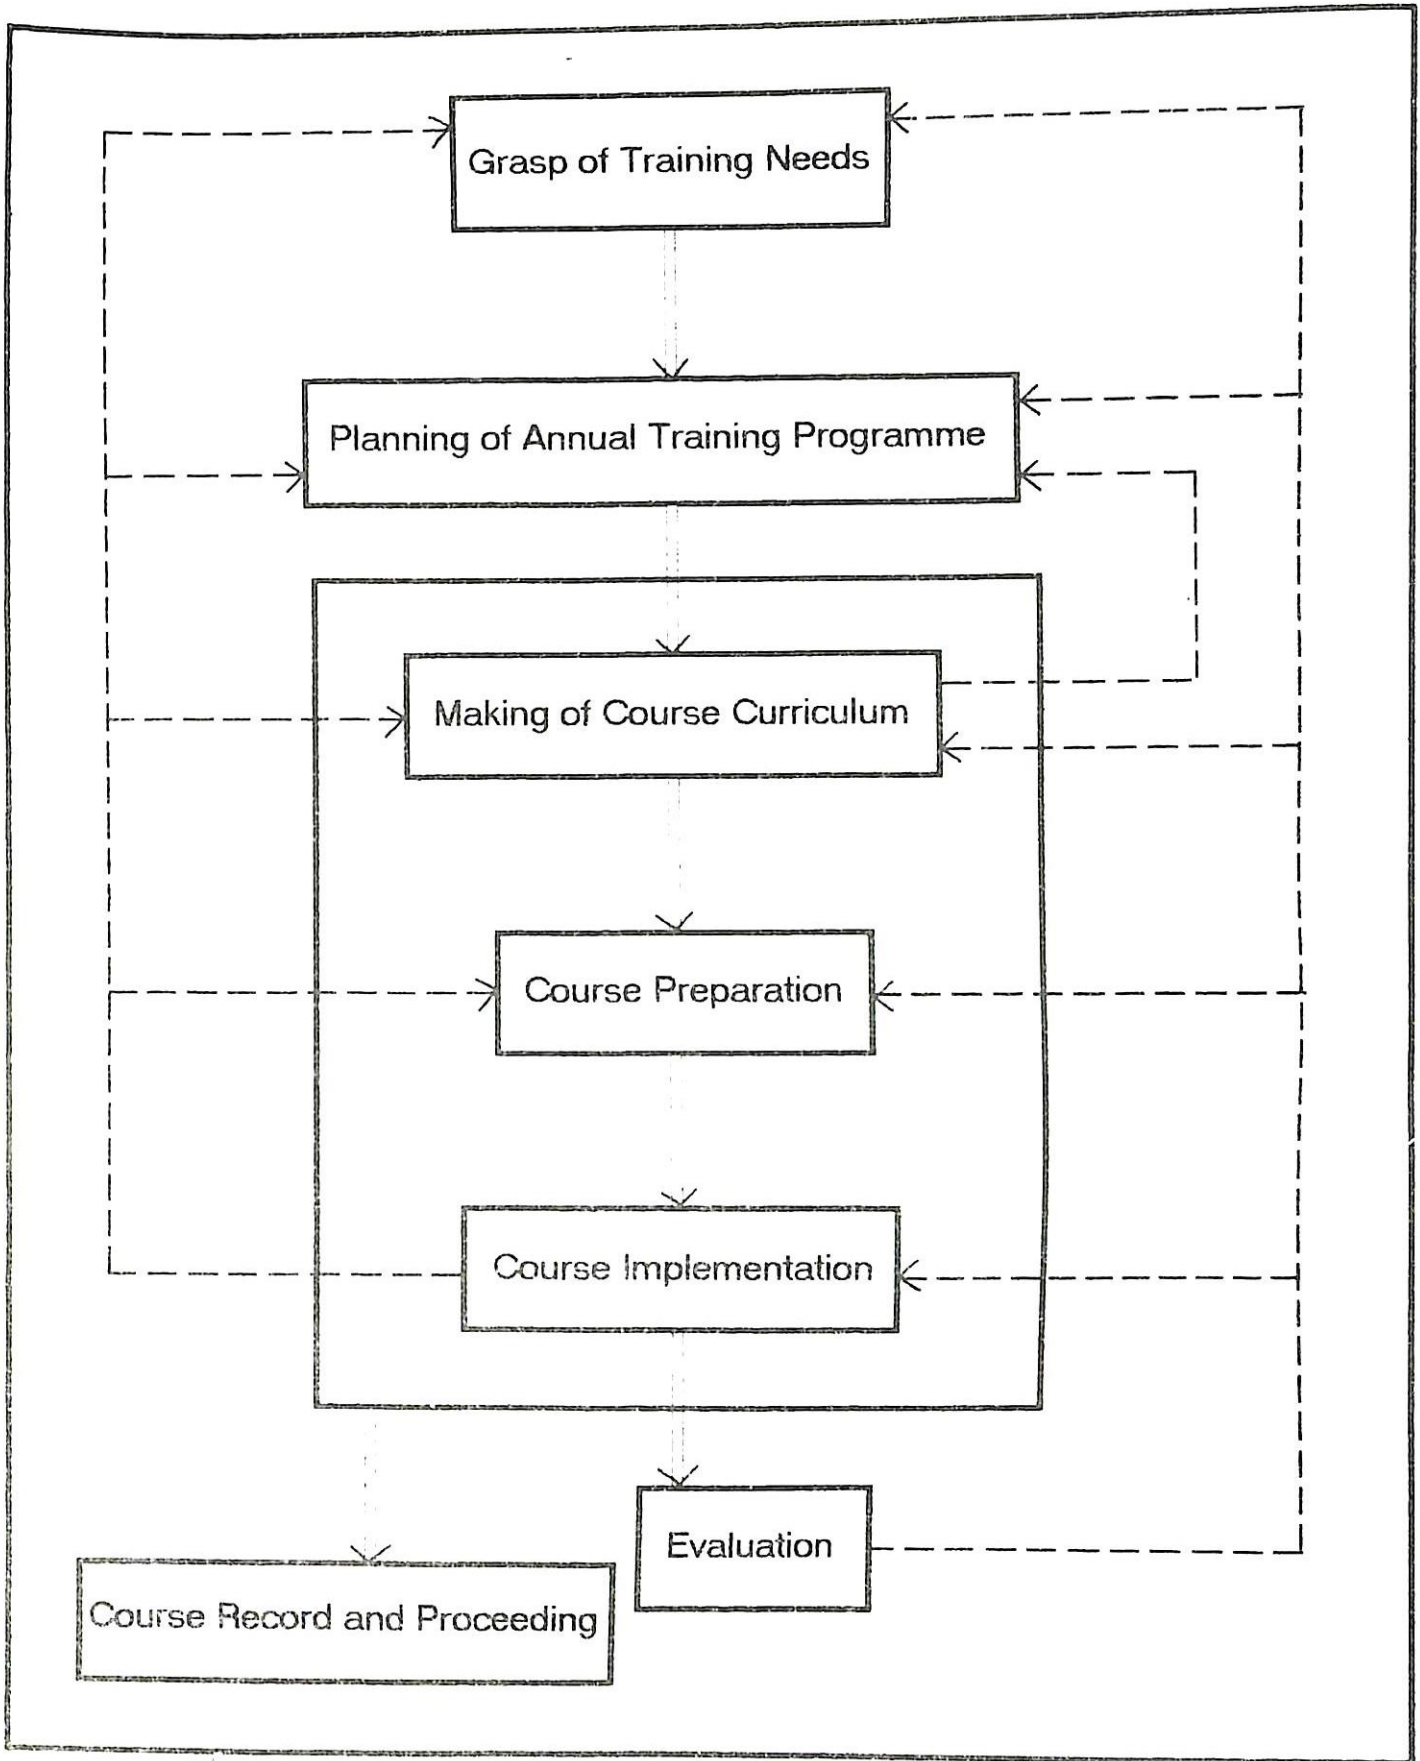 Grasp of Training Needs
Planning of Annual Training Programme
Making of Course Curriculum
Course Preparation
Course Implementation
Evaluation
Course Record and Proceeding